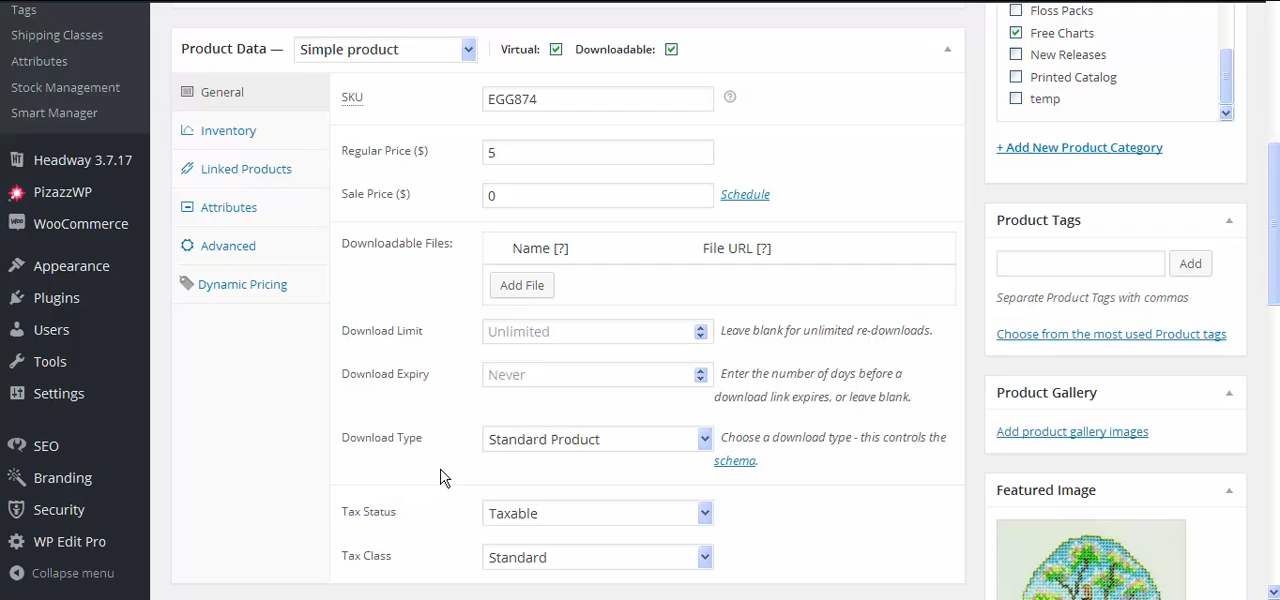 Tags
Shipping Classes
Attributes
Stock Management
Smart Manager
Headway 3.7.17
PizazzWP
WooCommerce
Appearance
Plugins
Users
Tools
Settings
SEO
Branding
Security
WP Edit Pro
Collapse menu
Product Data — Simple product Virtual: Downloadable:
General
Inventory
Linked Products
Attributes
Advanced
Dynamic Pricing
SKU EGG874
Regular Price ($) 5
Sale Price ($) 0 Schedule
Downloadable Files: Name [?] File URL [?]
Add File
Download Limit Unlimited Leave blank for unlimited re-downloads.
Download Expiry Never Enter the number of days before a
download link expires, or leave blank.
Download Type Standard Product Choose a download type - this controls the
schema.
Tax Status Taxable
Tax Class Standard
Floss Packs
Free Charts
New Releases
Printed Catalog
temp
+ Add New Product Category
Product Tags
Add
Separate Product Tags with commas
Choose from the most used Product tags
Product Gallery
Add product gallery images
Featured Image